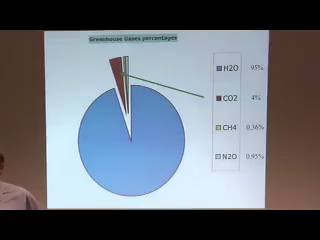 Greenhouse Gases percentages
H2O 95%
CO2 4%
CH4 0.36%
N2O 0.95%